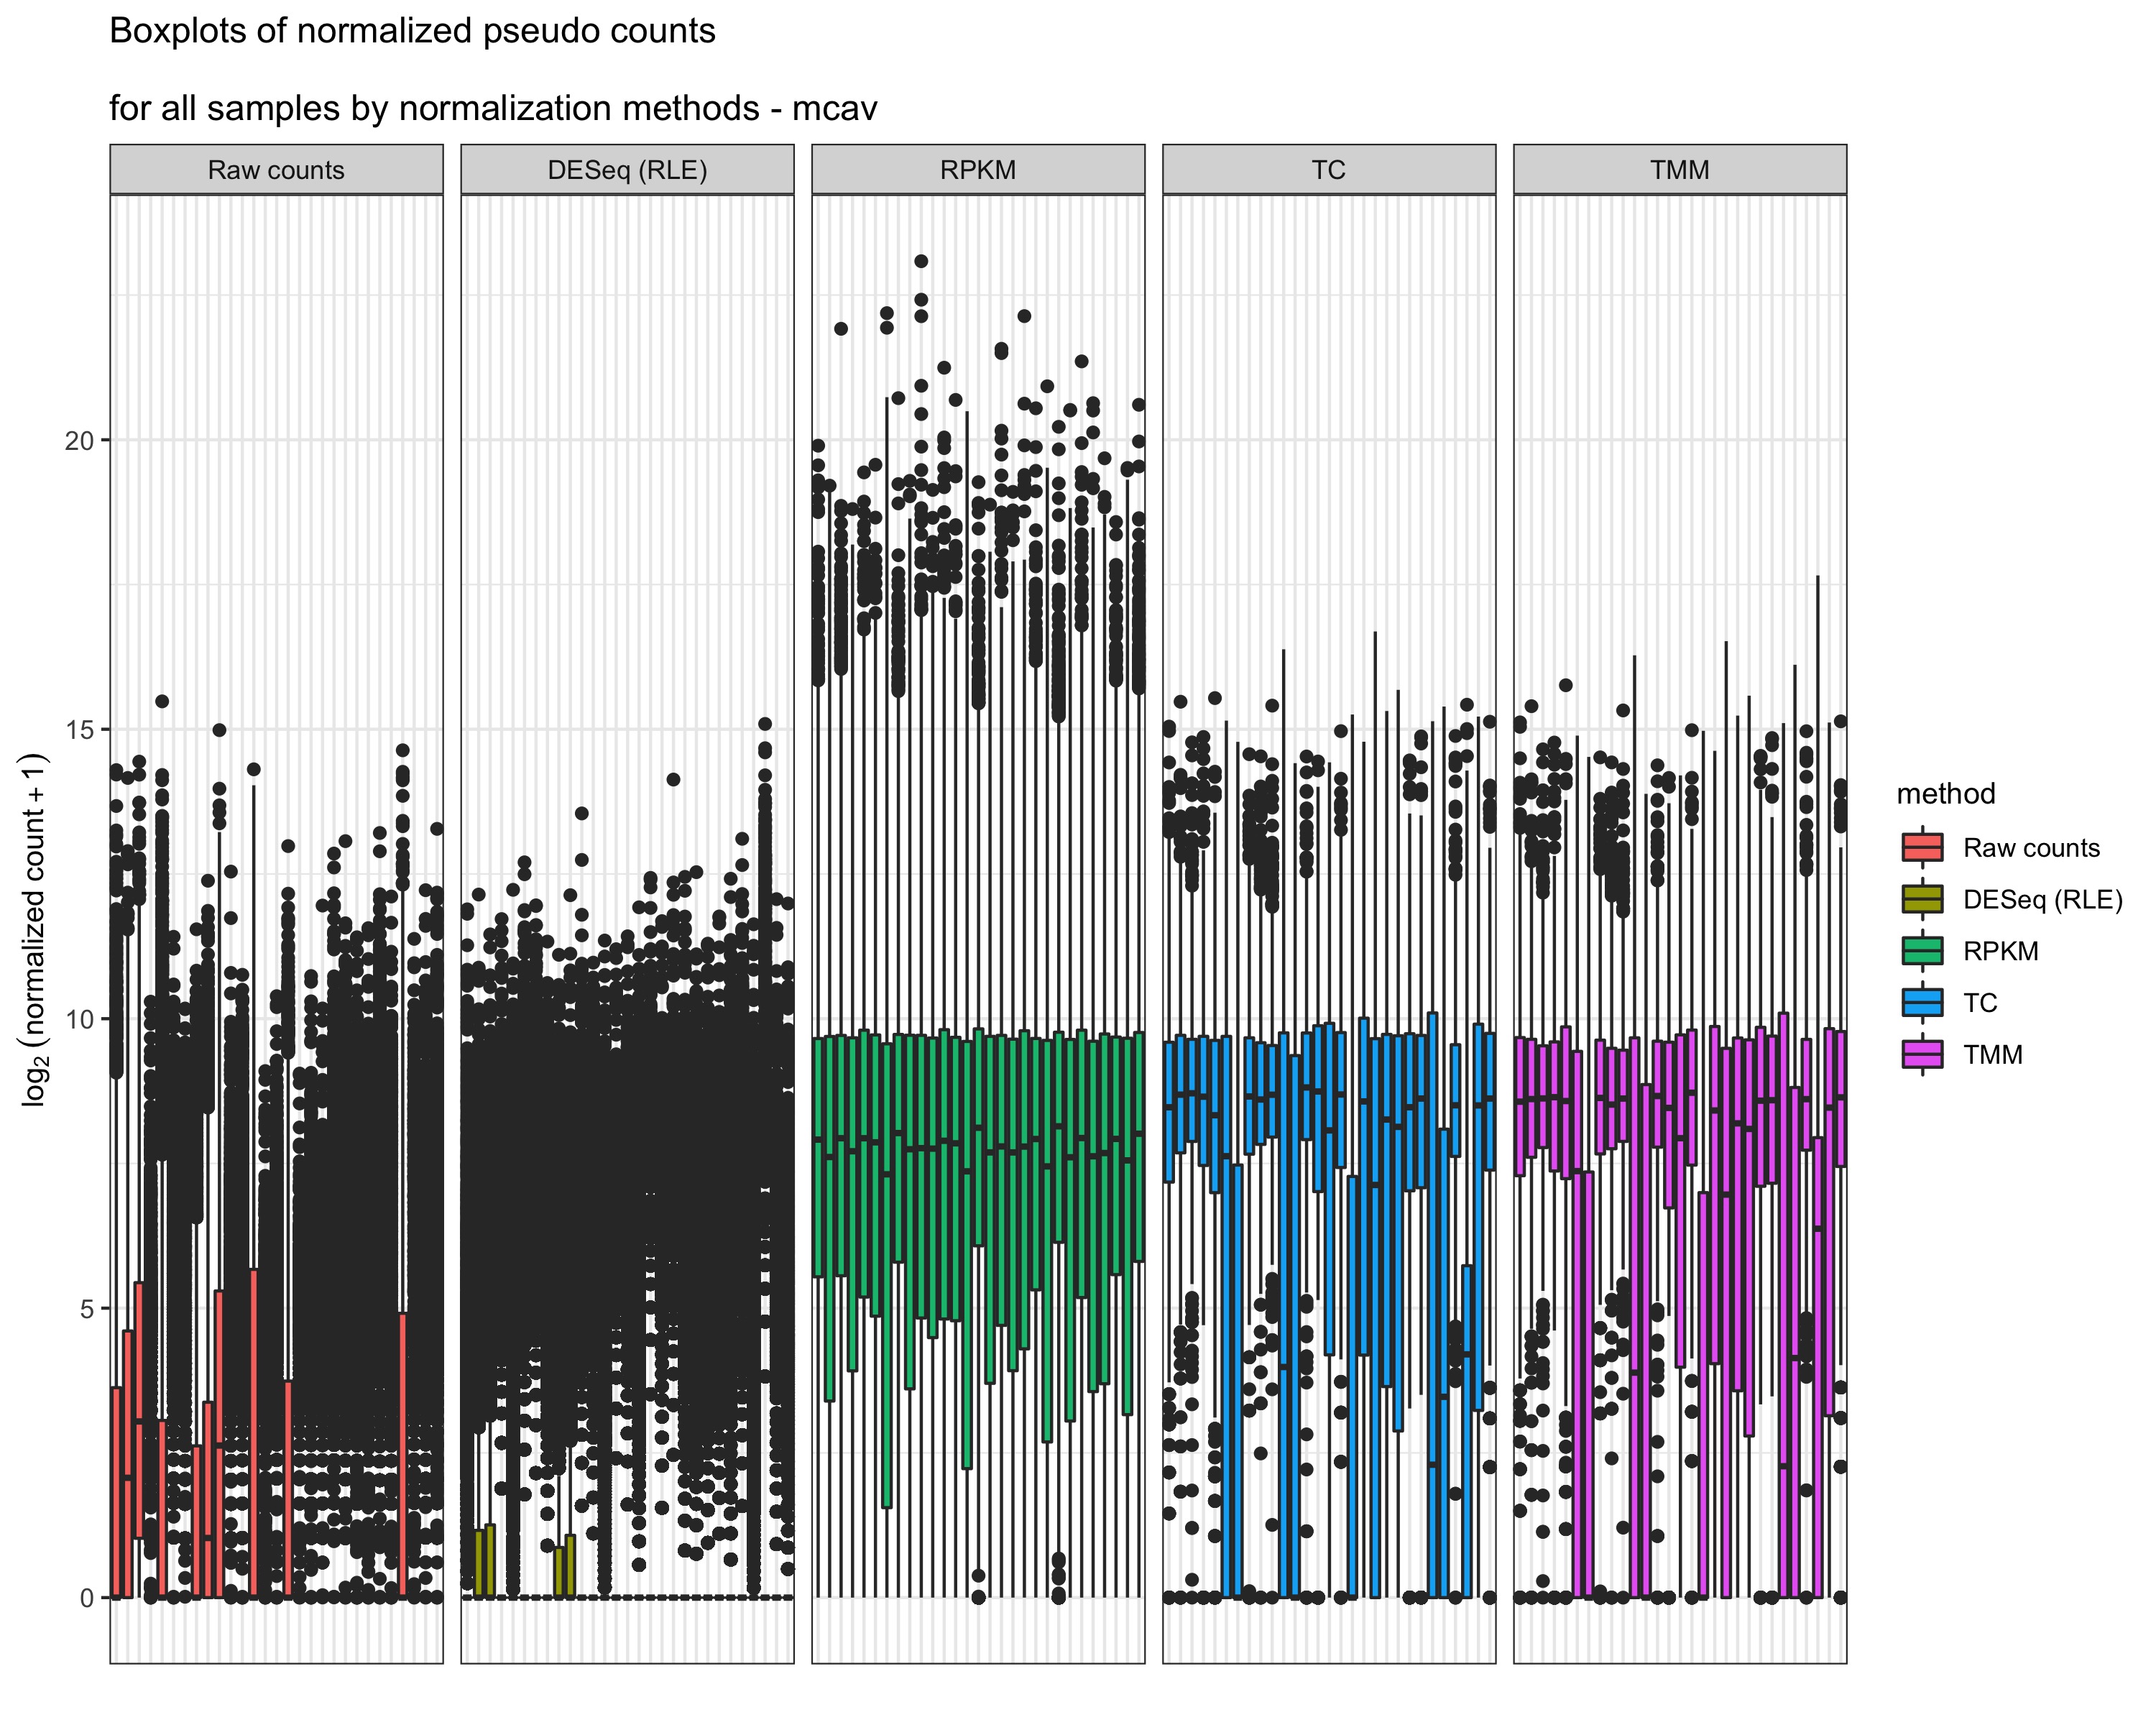 Boxplots of normalized pseudo counts
for all samples by normalization methods - mcav
Raw counts
DESeq (RLE)
RPKM
TC
TMM
20
15
10
5
0
log₂ (normalized count + 1)
method
Raw counts
DESeq (RLE)
RPKM
TC
TMM